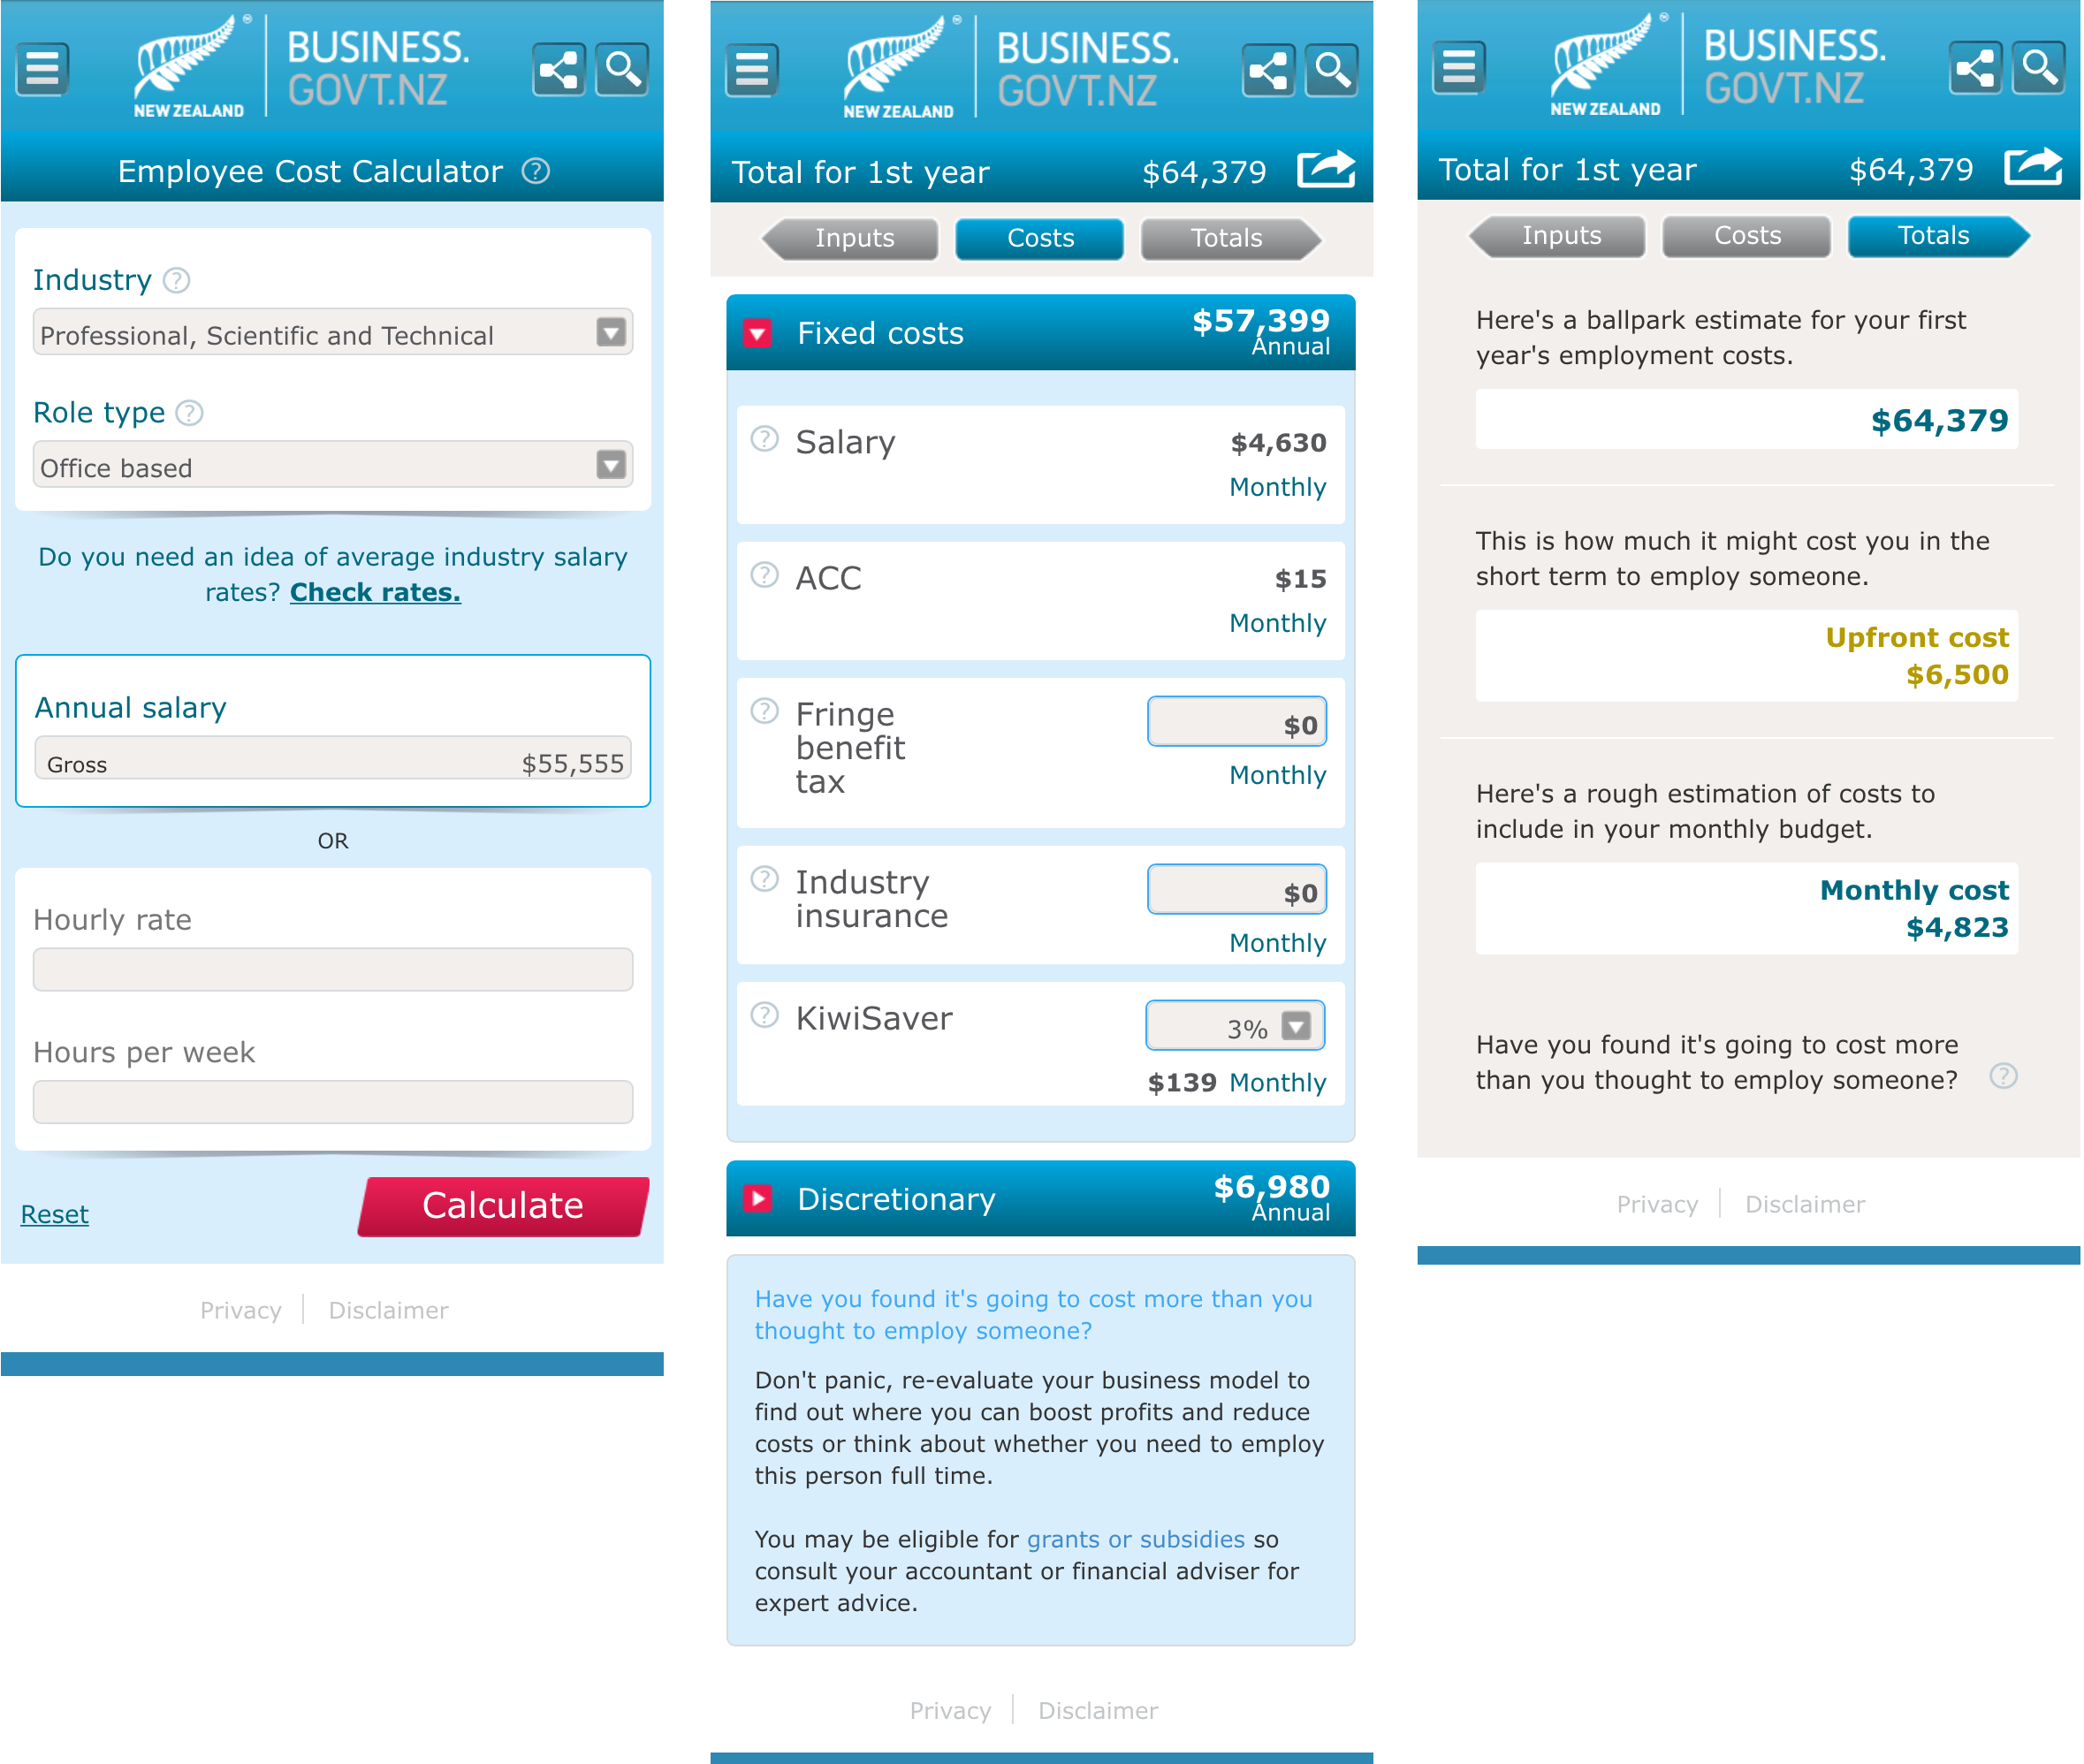 NEW ZEALAND
BUSINESS.
GOVT.NZ
Employee Cost Calculator ?
Industry ?
Professional, Scientific and Technical
Role type ?
Office based
Do you need an idea of average industry salary
rates? Check rates.
Annual salary
Gross $55,555
OR
Hourly rate
Hours per week
Reset
Calculate
Privacy
Disclaimer
NEW ZEALAND
BUSINESS.
GOVT.NZ
Total for 1st year $64,379
Inputs
Costs
Totals
Fixed costs $57,399
Annual
? Salary $4,630
Monthly
? ACC $15
Monthly
? Fringe
benefit
tax
$0
Monthly
? Industry
insurance
$0
Monthly
? KiwiSaver 3%
$139 Monthly
Discretionary $6,980
Annual
Have you found it's going to cost more than you
thought to employ someone?
Don't panic, re-evaluate your business model to
find out where you can boost profits and reduce
costs or think about whether you need to employ
this person full time.
You may be eligible for grants or subsidies so
consult your accountant or financial adviser for
expert advice.
Privacy
Disclaimer
NEW ZEALAND
BUSINESS.
GOVT.NZ
Total for 1st year $64,379
Inputs
Costs
Totals
Here's a ballpark estimate for your first
year's employment costs.
$64,379
This is how much it might cost you in the
short term to employ someone.
Upfront cost
$6,500
Here's a rough estimation of costs to
include in your monthly budget.
Monthly cost
$4,823
Have you found it's going to cost more
than you thought to employ someone? ?
Privacy
Disclaimer